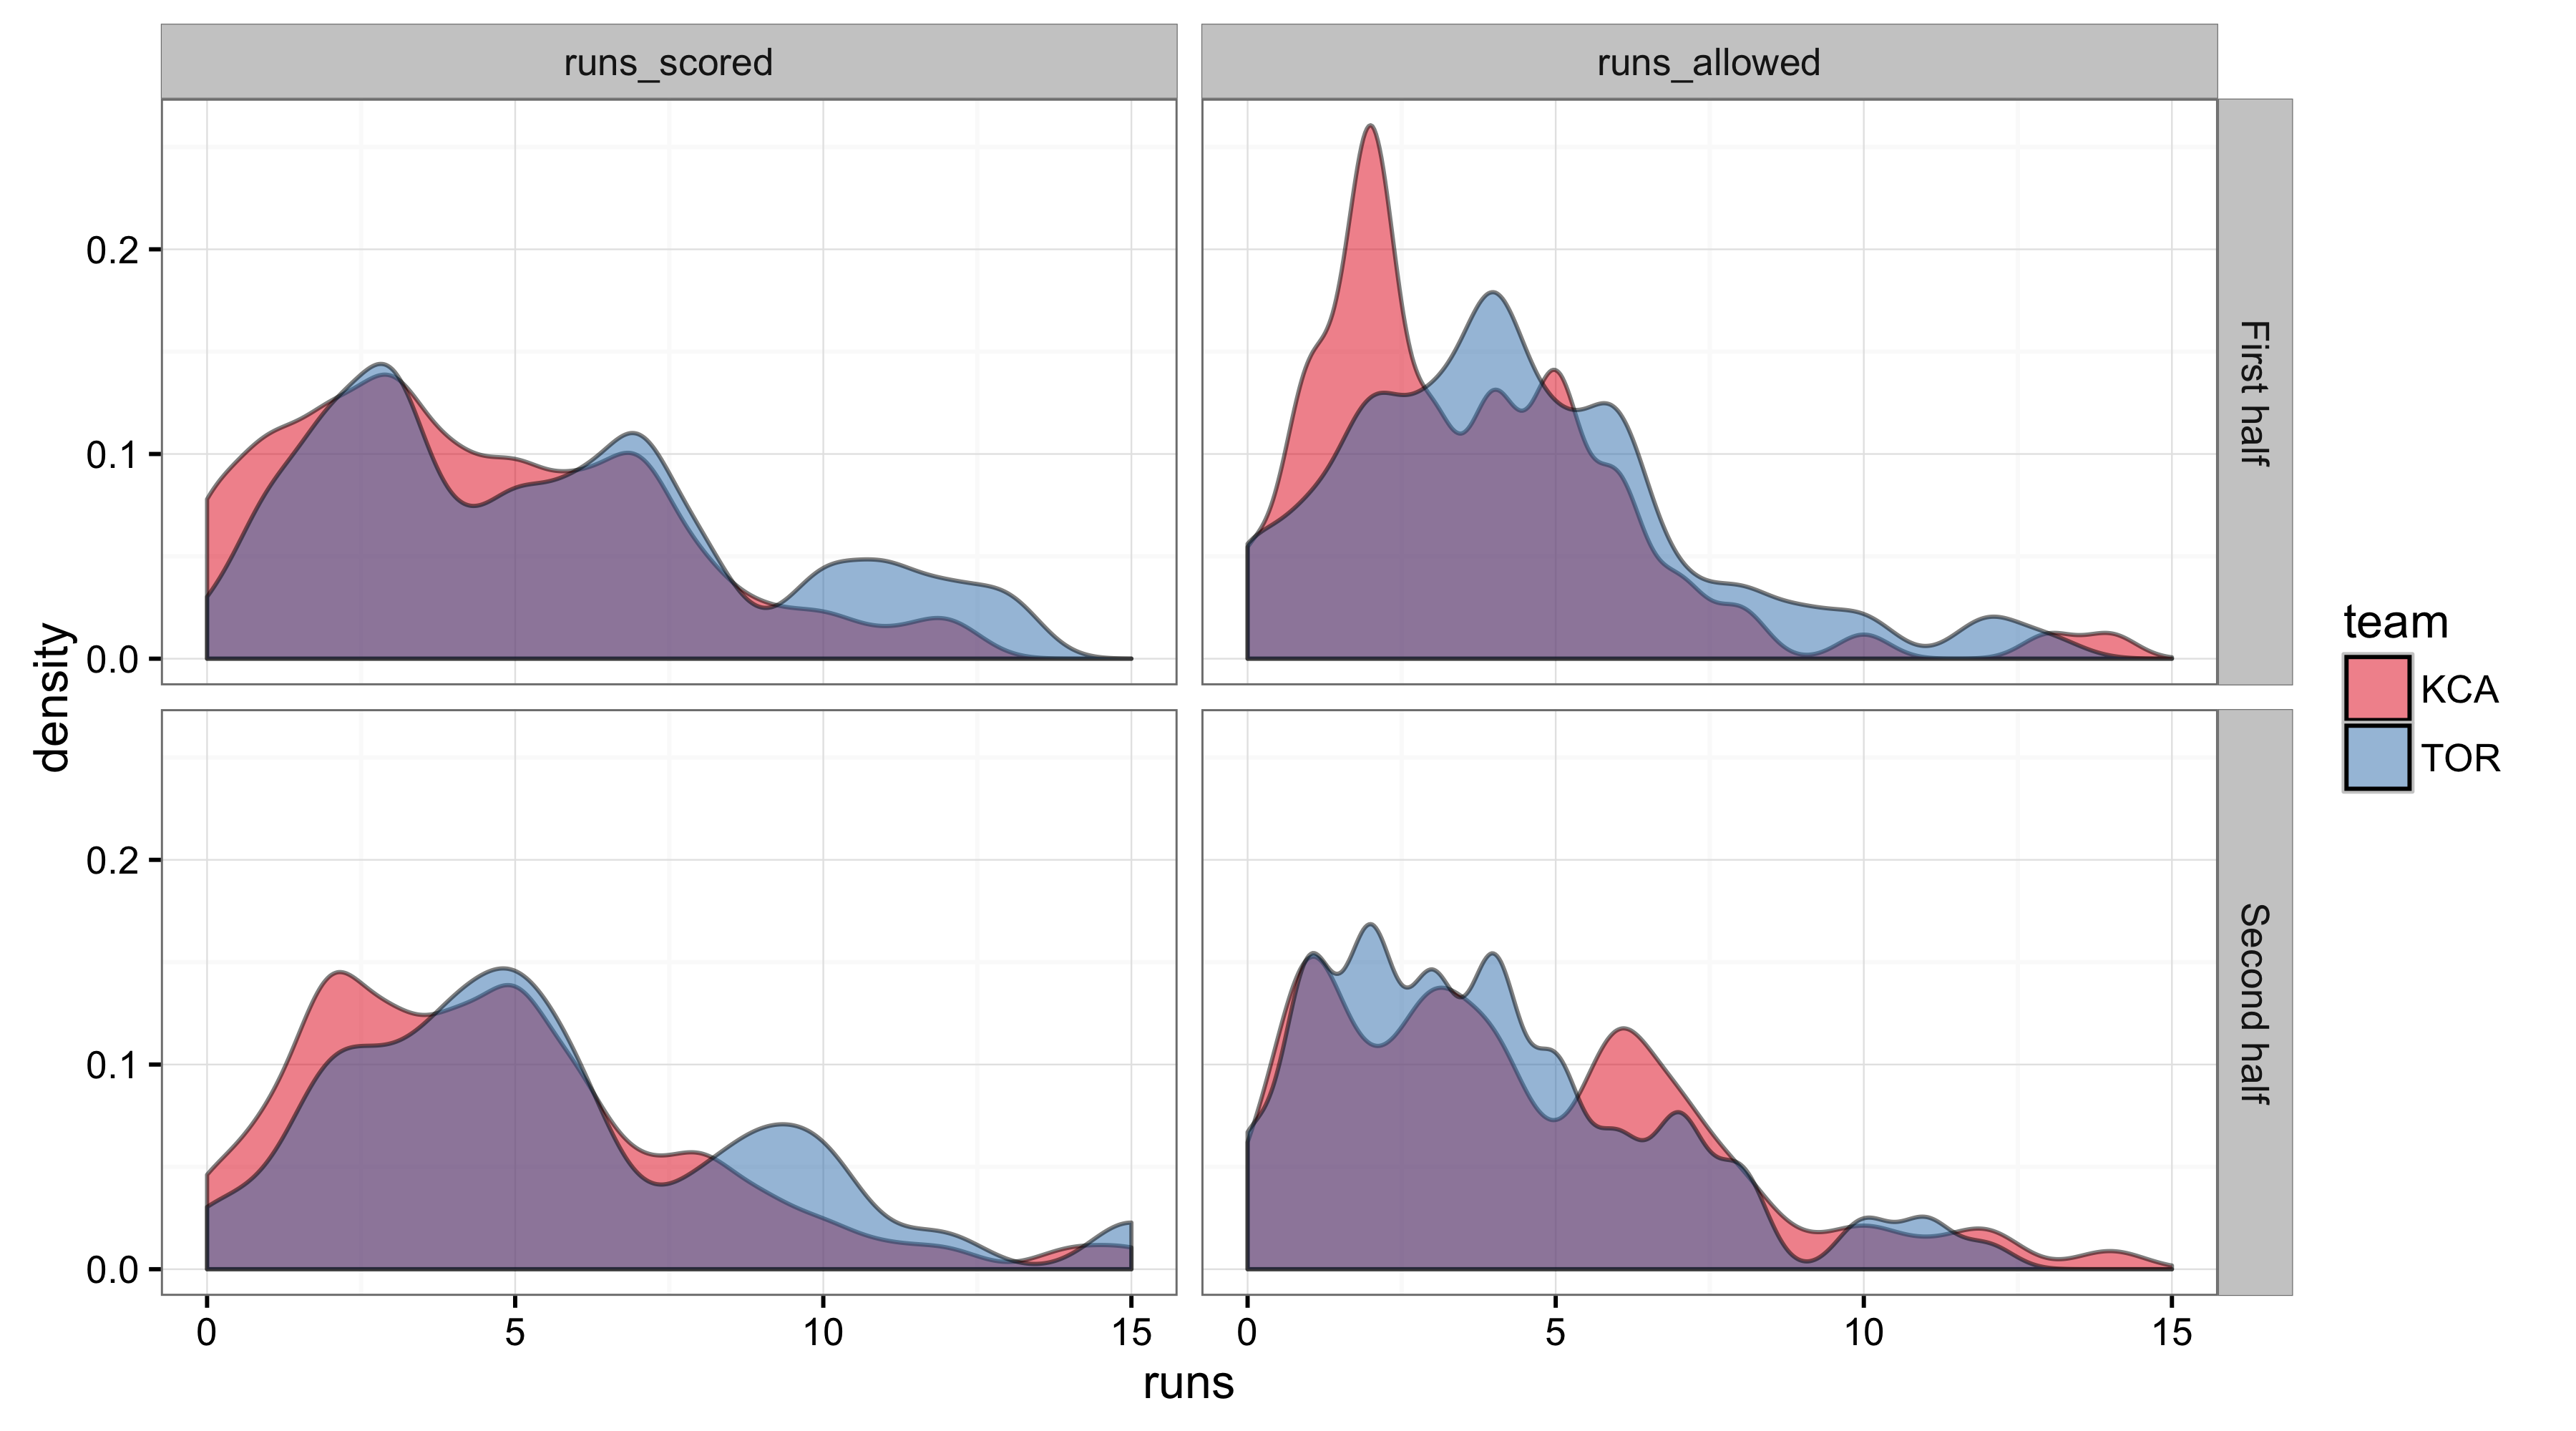 runs_scored
runs_allowed
First half
Second half
density
0.2
0.1
0.0
0.2
0.1
0.0
0
5
10
15
0
5
10
15
runs
team
KCA
TOR